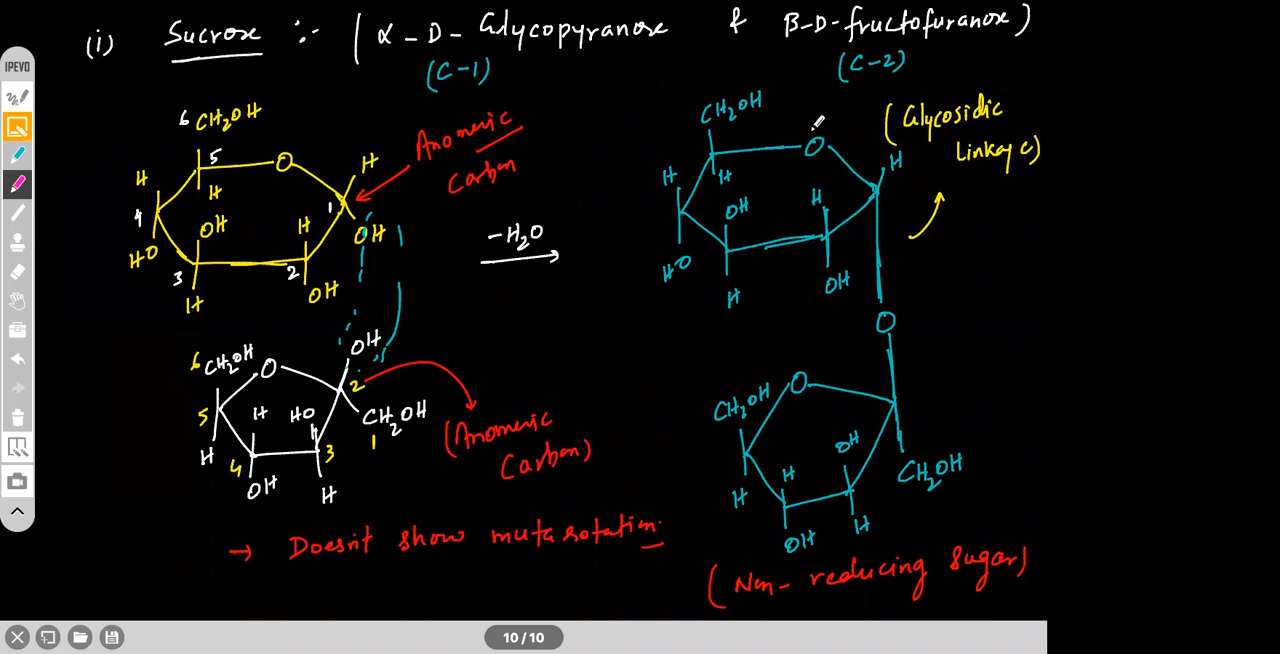 (i) Sucrose :- (α-D-Glycopyranose & β-D-fructofuranose)
(C-1) (C-2)
IPEVO
6 CH2OH
5
O
H
H
4
H
1
OH
H
OH
HO
3
2
H
OH
Anomeric
Carbon
-H2O
CH2OH
O
H
H
H
OH
H
HO
H
OH
(Glycosidic
Linkage)
O
6 CH2OH
O
OH
2
5
H
HO
CH2OH
1
H
4
3
OH
H
(Anomeric
Carbon)
CH2OH
O
OH
H
H
CH2OH
OH
H
→ Doesn't show mutarotation.
(Non-reducing sugar)
10/10